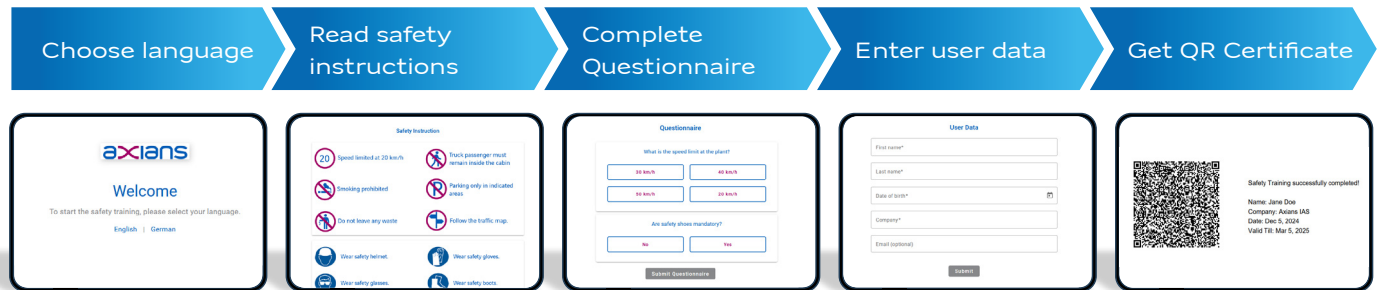 Choose language
Read safety
instructions
Complete
Questionnaire
Enter user data
Get QR Certificate
axians
Welcome
To start the safety training, please select your language.
English | German
Safety Instruction
20
Speed limited at 20 km/h
Truck passenger must
remain inside the cabin
Smoking prohibited
Parking only in indicated
areas
Do not leave any waste
Follow the traffic map.
Wear safety helmet.
Wear safety gloves.
Wear safety glasses.
Wear safety boots.
Questionnaire
What is the speed limit at the plant?
30 km/h
40 km/h
50 km/h
20 km/h
Are safety shoes mandatory?
No
Yes
Submit Questionnaire
User Data
First name*
Last name*
Date of birth*
Company*
Email (optional)
Submit
Safety Training successfully completed!
Name: Jane Doe
Company: Axians IAS
Date: Dec 5, 2024
Valid Till: Mar 5, 2025